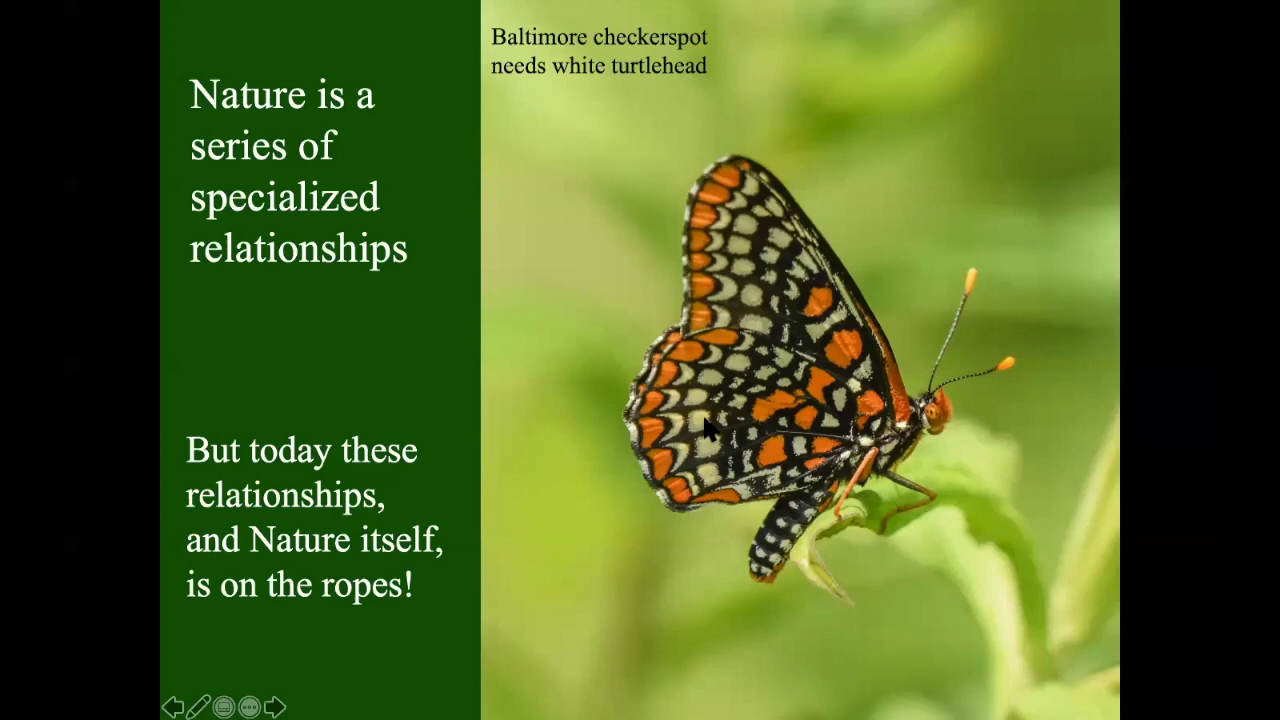 Baltimore checkerspot
needs white turtlehead
Nature is a
series of
specialized
relationships
But today these
relationships,
and Nature itself,
is on the ropes!